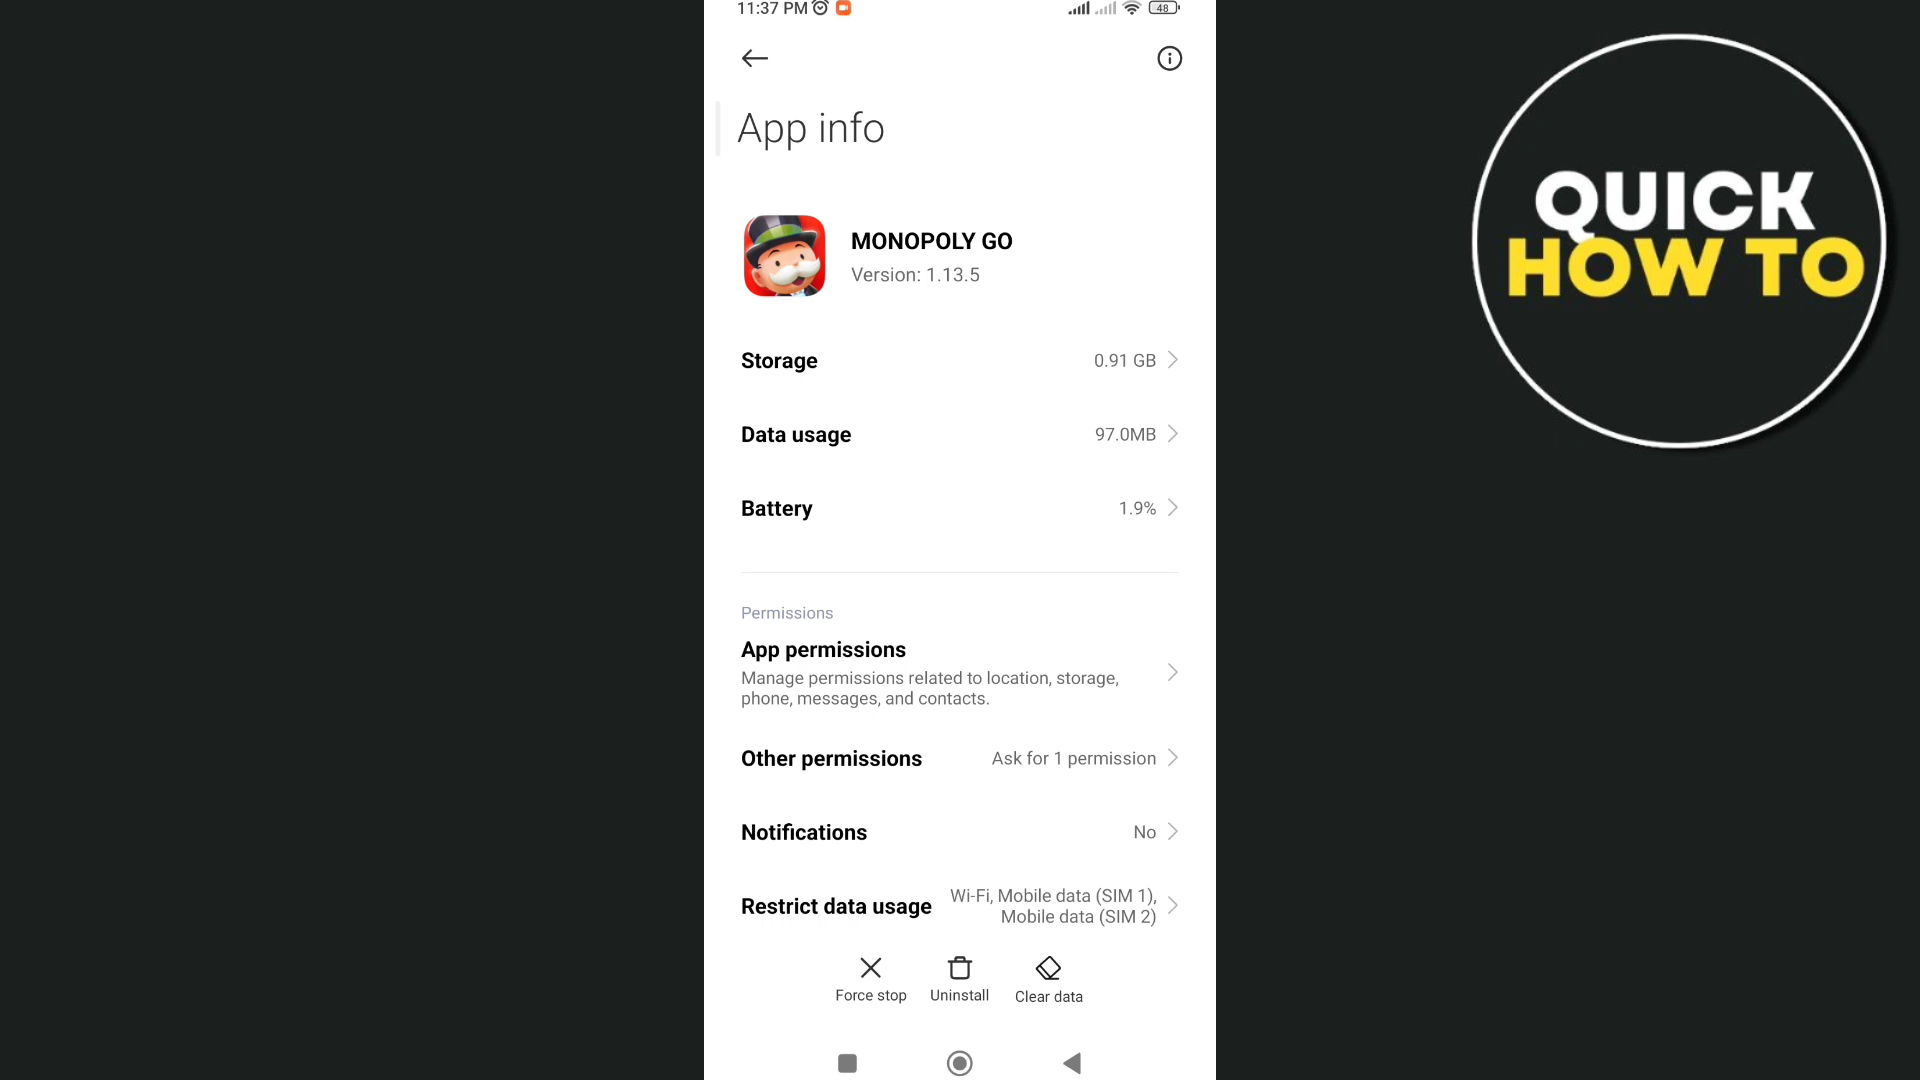 11:37 PM
48
App info
MONOPOLY GO
Version: 1.13.5
Storage
0.91 GB
Data usage
97.0MB
Battery
1.9%
Permissions
App permissions
Manage permissions related to location, storage,
phone, messages, and contacts.
Other permissions
Ask for 1 permission
Notifications
No
Restrict data usage
Wi-Fi, Mobile data (SIM 1),
Mobile data (SIM 2)
Force stop
Uninstall
Clear data
QUICK
HOW TO